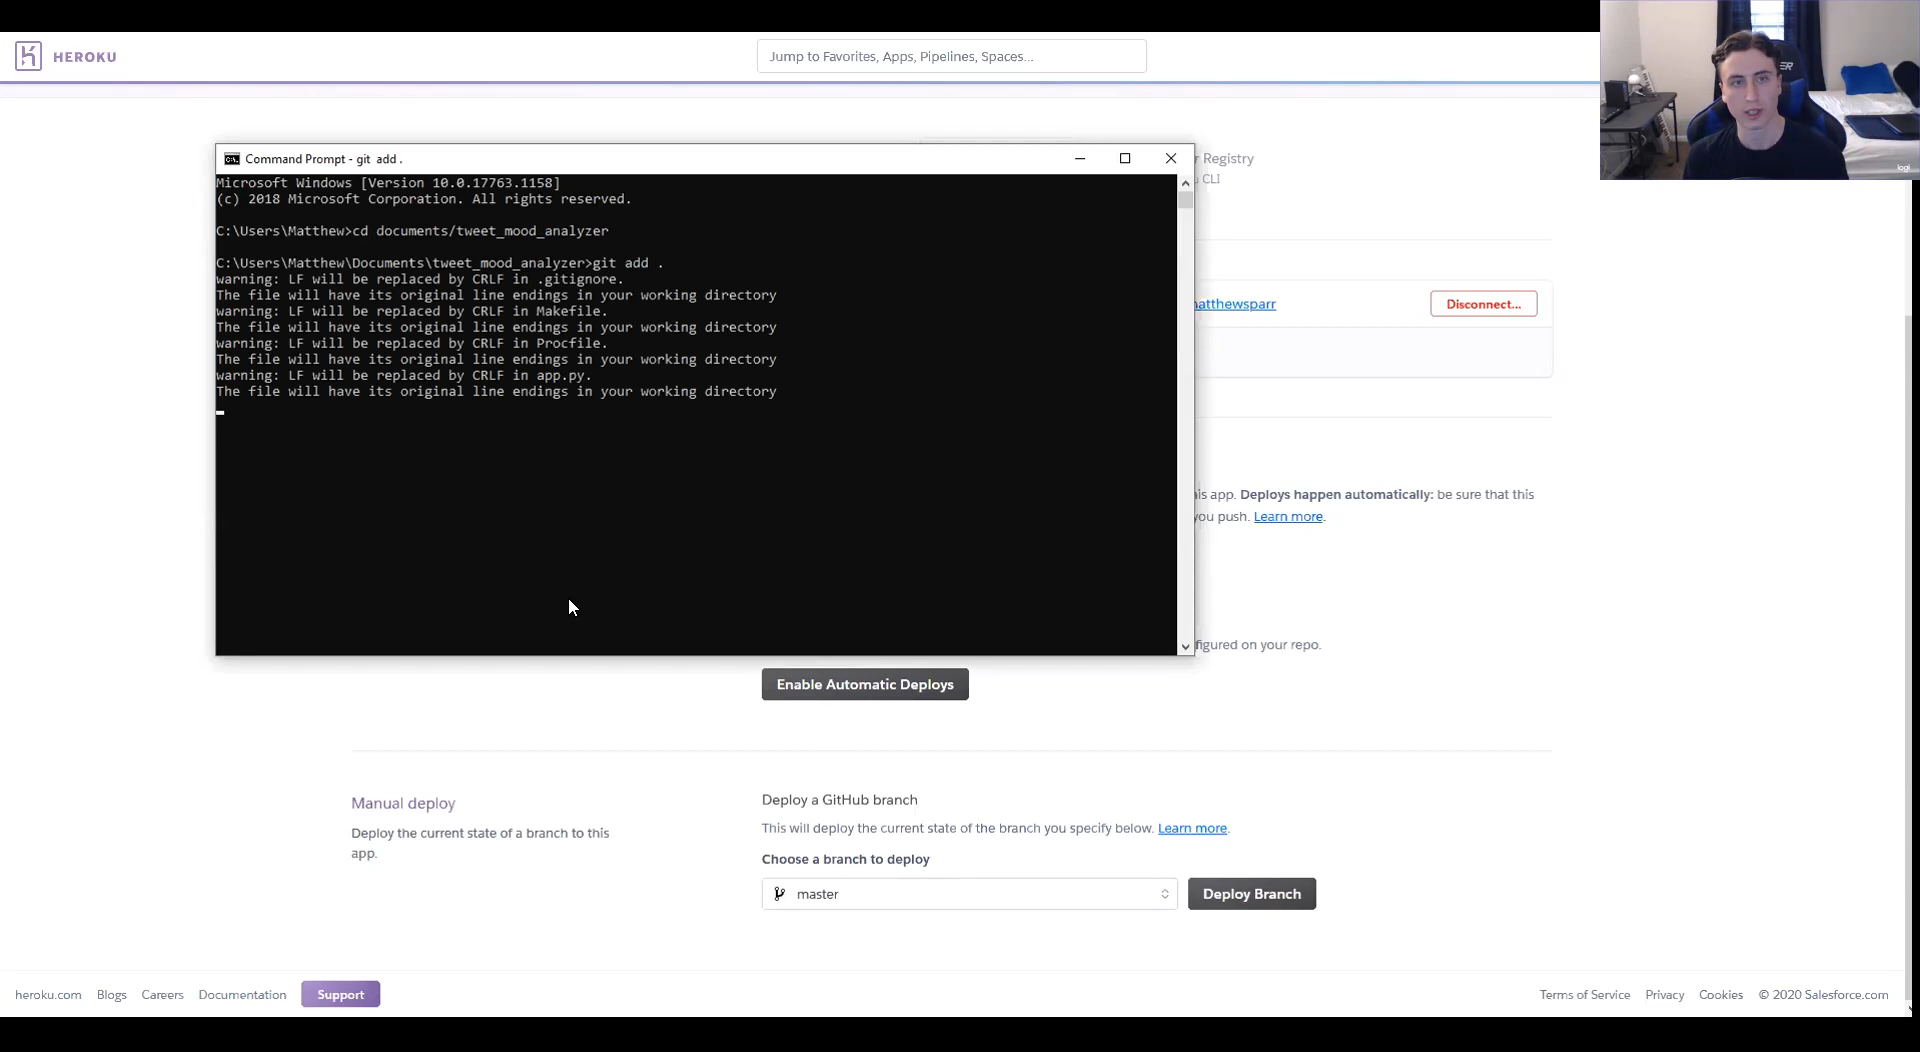 HEROKU
Jump to Favorites, Apps, Pipelines, Spaces...
Command Prompt - git add .
Microsoft Windows [Version 10.0.17763.1158]
(c) 2018 Microsoft Corporation. All rights reserved.
C:\Users\Matthew>cd documents/tweet_mood_analyzer
C:\Users\Matthew\Documents\tweet_mood_analyzer>git add .
warning: LF will be replaced by CRLF in .gitignore.
The file will have its original line endings in your working directory
warning: LF will be replaced by CRLF in Makefile.
The file will have its original line endings in your working directory
warning: LF will be replaced by CRLF in Procfile.
The file will have its original line endings in your working directory
warning: LF will be replaced by CRLF in app.py.
The file will have its original line endings in your working directory
r Registry
CLI
atthewsparr
Disconnect...
is app. Deploys happen automatically: be sure that this
you push. Learn more.
figured on your repo.
Enable Automatic Deploys
Manual deploy
Deploy the current state of a branch to this
app.
Deploy a GitHub branch
This will deploy the current state of the branch you specify below. Learn more.
Choose a branch to deploy
master
Deploy Branch
heroku.com Blogs Careers Documentation Support
Terms of Service Privacy Cookies © 2020 Salesforce.com
logi